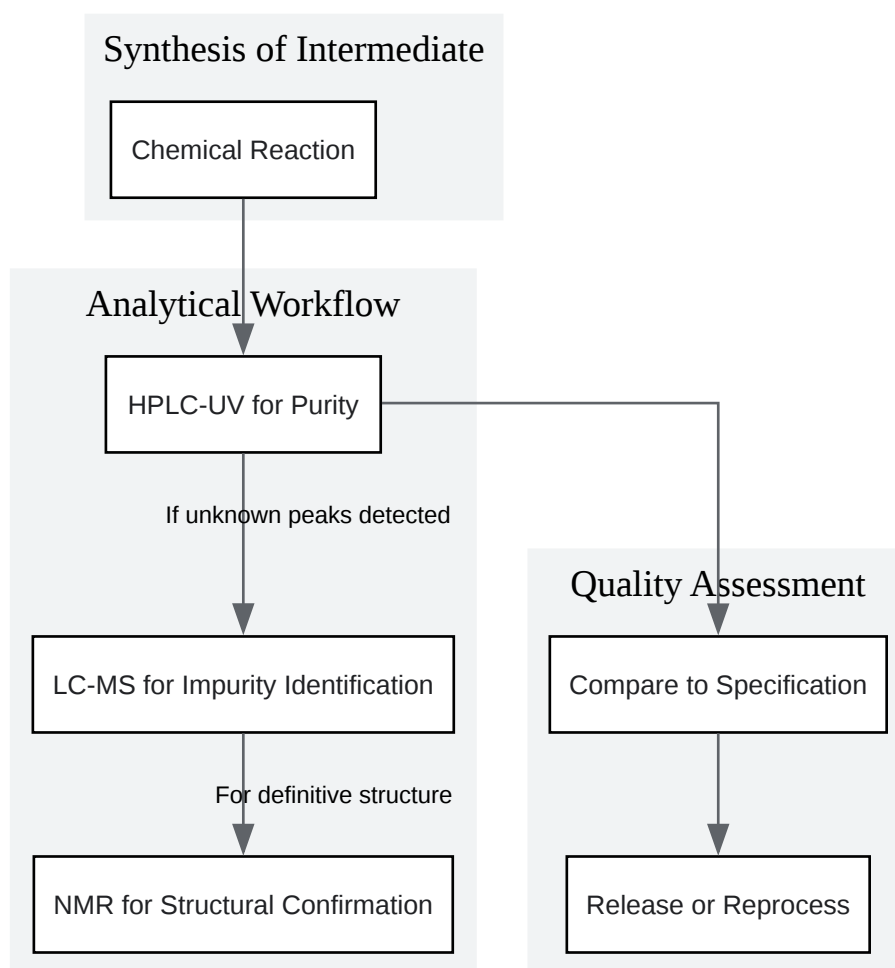 Synthesis of Intermediate
Chemical Reaction
Analytical Workflow
HPLC-UV for Purity
If unknown peaks detected
LC-MS for Impurity Identification
For definitive structure
NMR for Structural Confirmation
Quality Assessment
Compare to Specification
Release or Reprocess